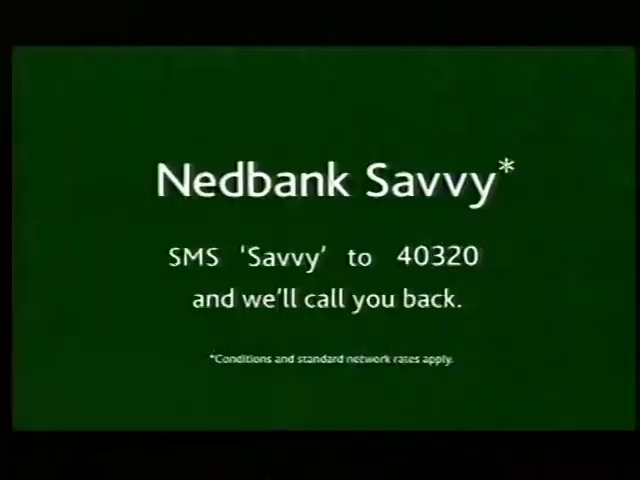 Nedbank Savvy*
SMS 'Savvy' to 40320
and we'll call you back.
*Conditions and standard network rates apply.